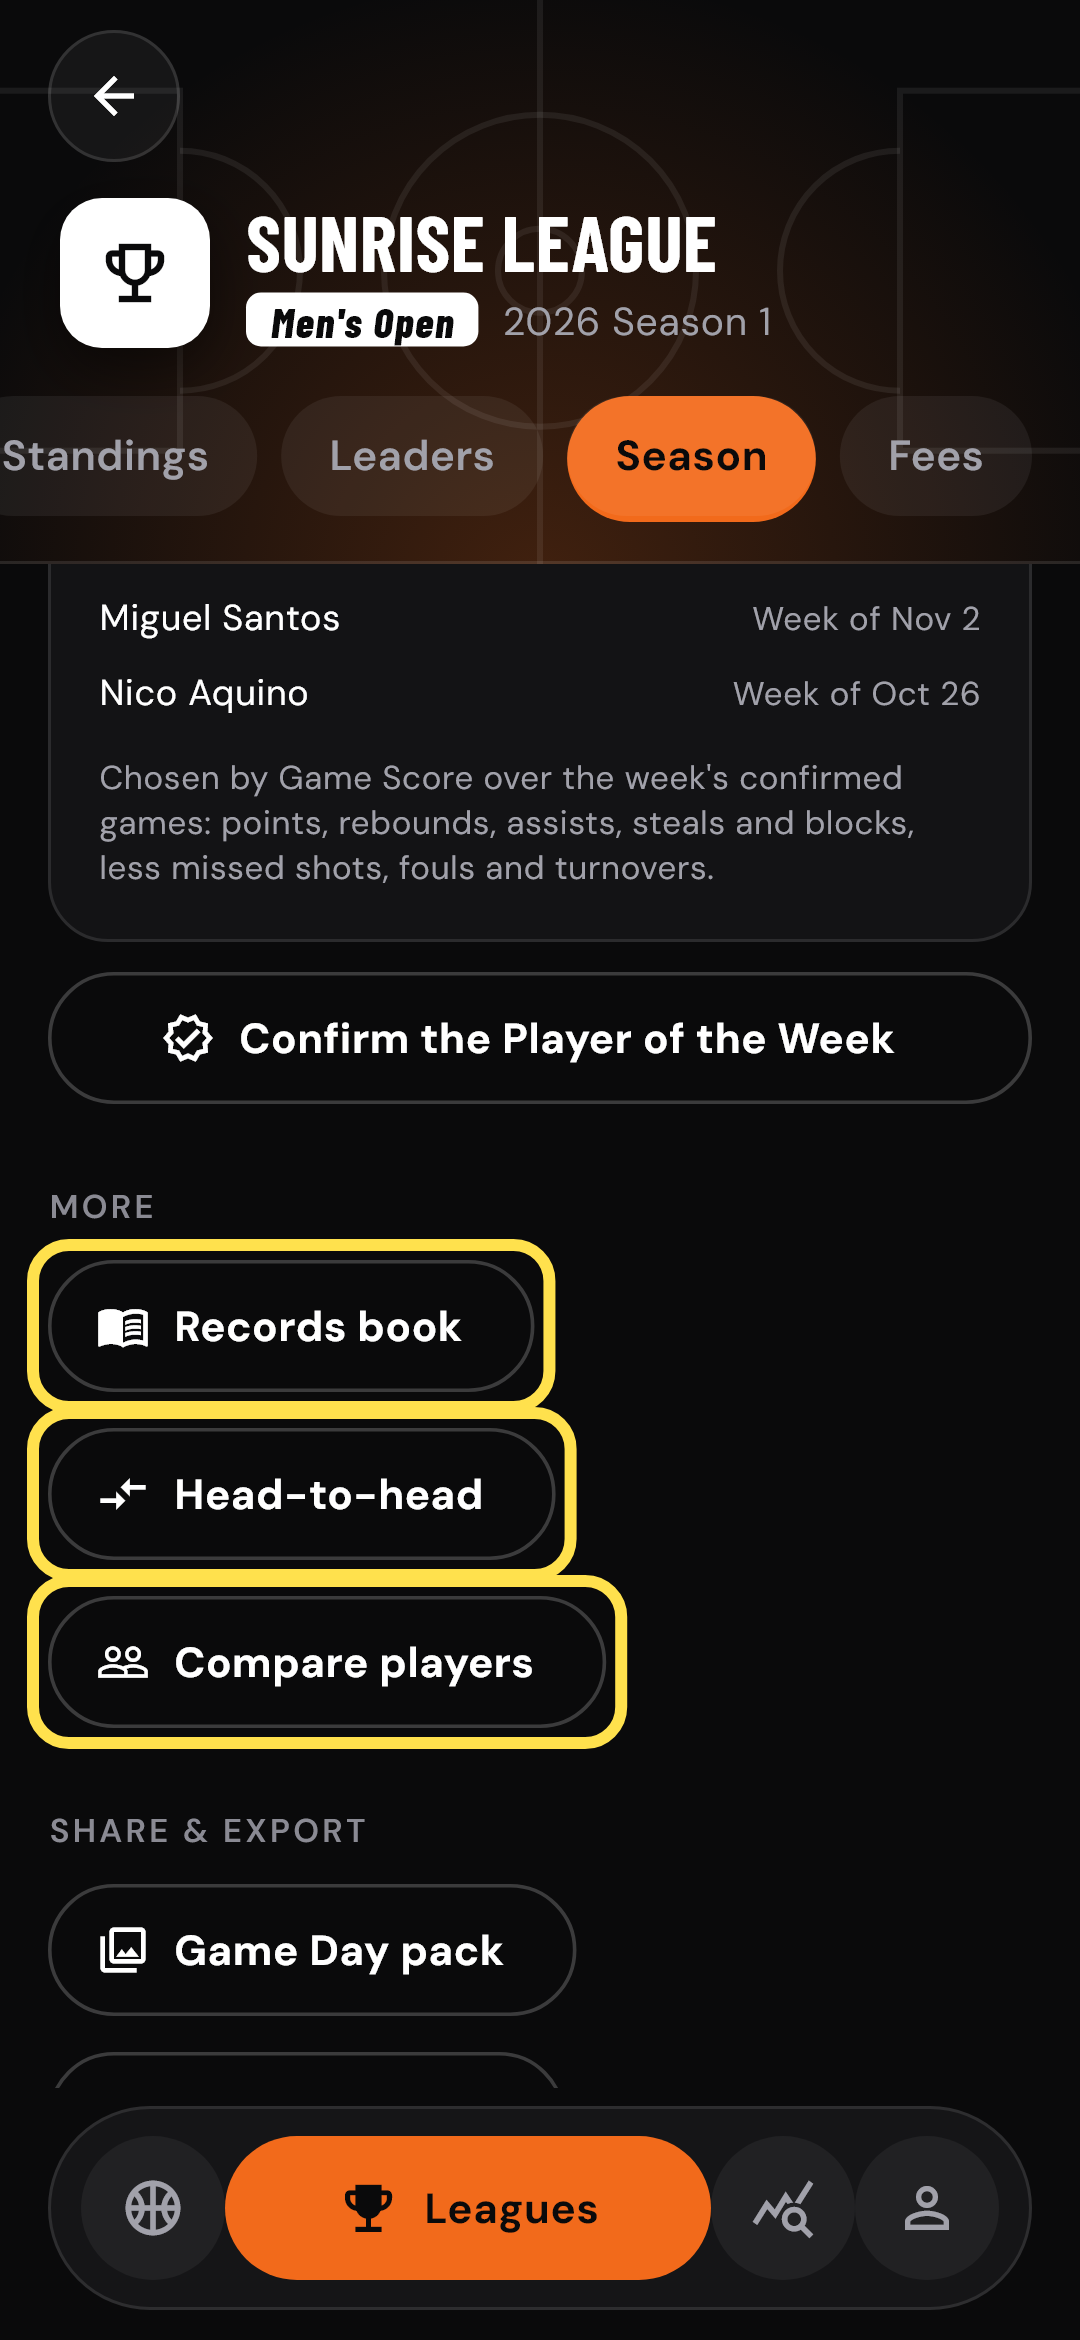 SUNRISE LEAGUE
Men's Open 2026 Season 1
Standings Leaders Season Fees
Miguel Santos Week of Nov 2
Nico Aquino Week of Oct 26
Chosen by Game Score over the week's confirmed
games: points, rebounds, assists, steals and blocks,
less missed shots, fouls and turnovers.
Confirm the Player of the Week
MORE
Records book
Head-to-head
Compare players
SHARE & EXPORT
Game Day pack
Leagues